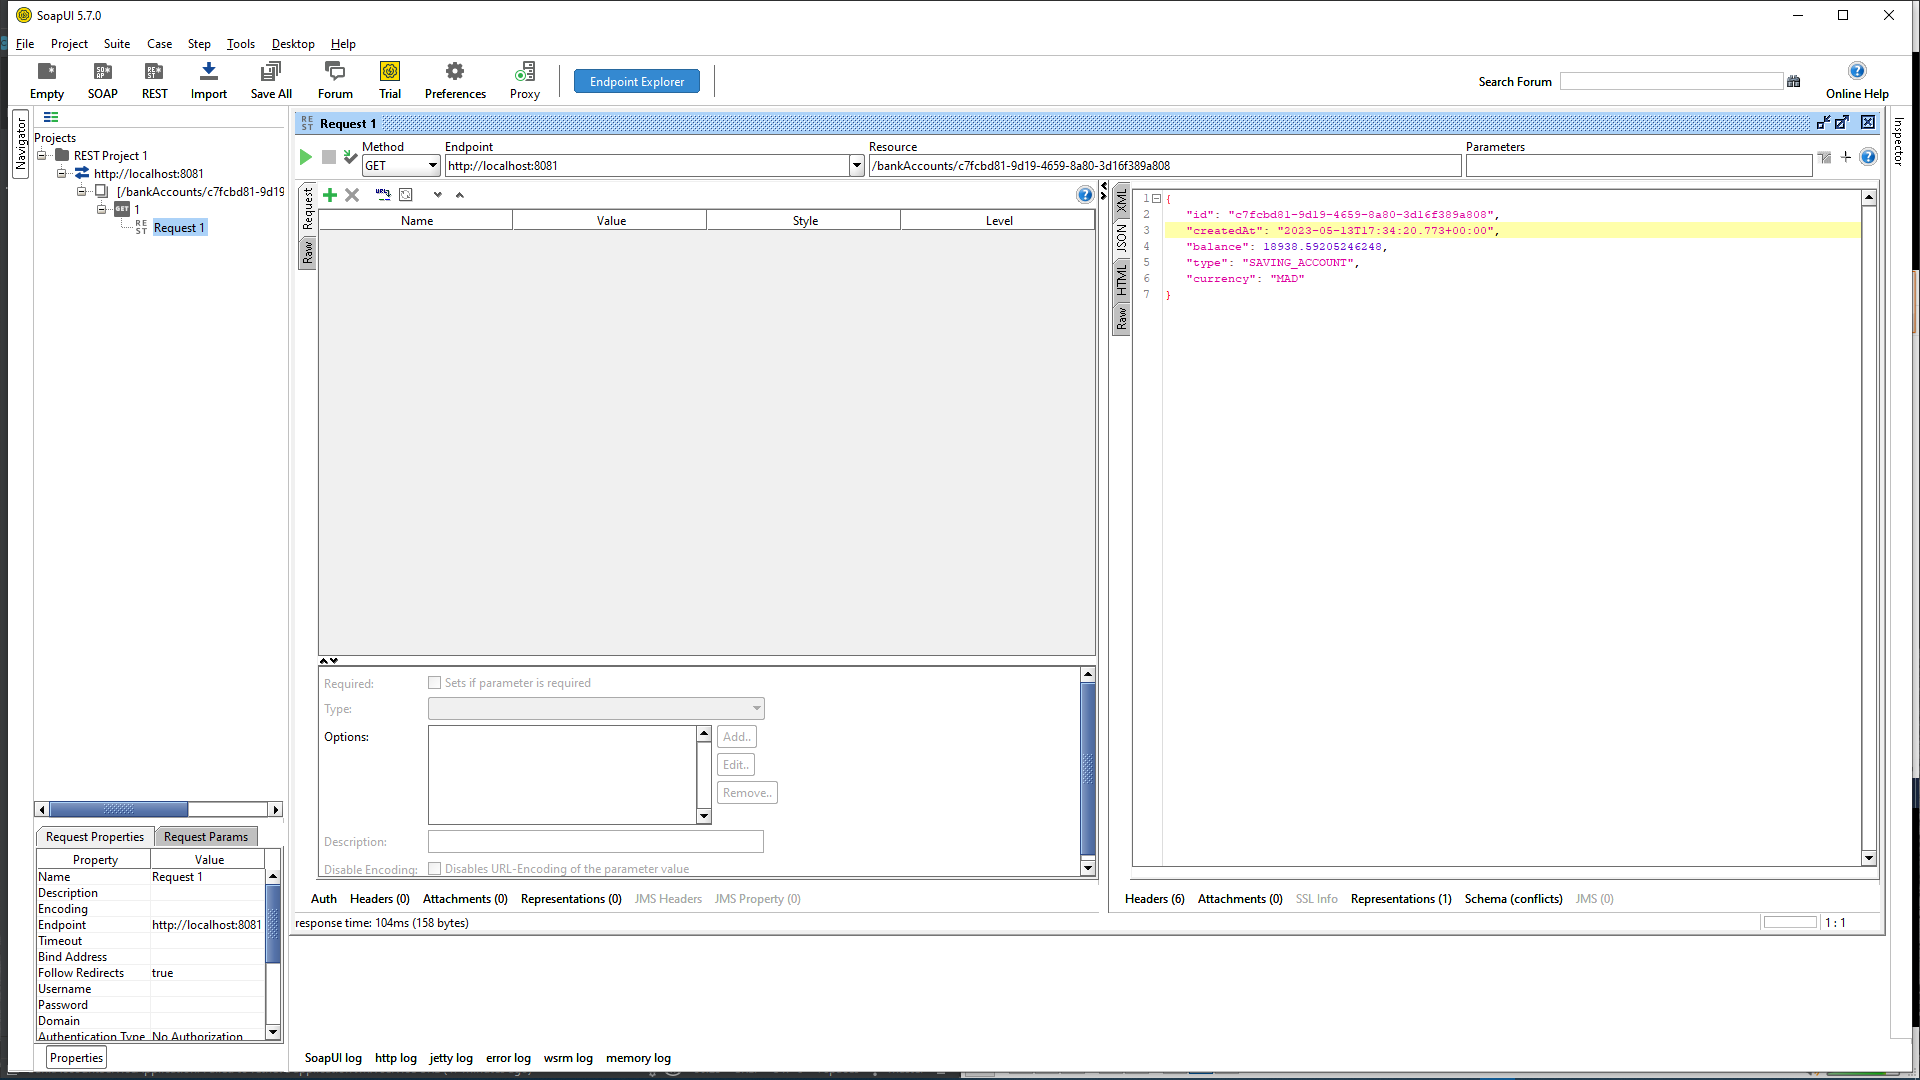 SoapUI 5.7.0
File Project Suite Case Step Tools Desktop Help
Empty SOAP REST Import Save All Forum Trial Preferences Proxy Endpoint Explorer Search Forum Online Help
Navigator
Projects
REST Project 1
http://localhost:8081
[/bankAccounts/c7fcbd81-9d19
GET 1
REST Request 1
Request Properties Request Params
Property Value
Name Request 1
Description
Encoding
Endpoint http://localhost:8081
Timeout
Bind Address
Follow Redirects true
Username
Password
Domain
Authentication Type No Authorization
Properties
REST Request 1
Method Endpoint Resource Parameters
GET http://localhost:8081 /bankAccounts/c7fcbd81-9d19-4659-8a80-3d16f389a808
Request
Raw
Name Value Style Level
Required: Sets if parameter is required
Type:
Options: Add..
Edit..
Remove..
Description:
Disable Encoding: Disables URL-Encoding of the parameter value
Auth Headers (0) Attachments (0) Representations (0) JMS Headers JMS Property (0)
XML
JSON
HTML
Raw
1 {
2 "id": "c7fcbd81-9d19-4659-8a80-3d16f389a808",
3 "createdAt": "2023-05-13T17:34:20.773+00:00",
4 "balance": 18938.59205246248,
5 "type": "SAVING_ACCOUNT",
6 "currency": "MAD"
7 }
Headers (6) Attachments (0) SSL Info Representations (1) Schema (conflicts) JMS (0)
response time: 104ms (158 bytes) 1 : 1
Inspector
SoapUI log http log jetty log error log wsrm log memory log